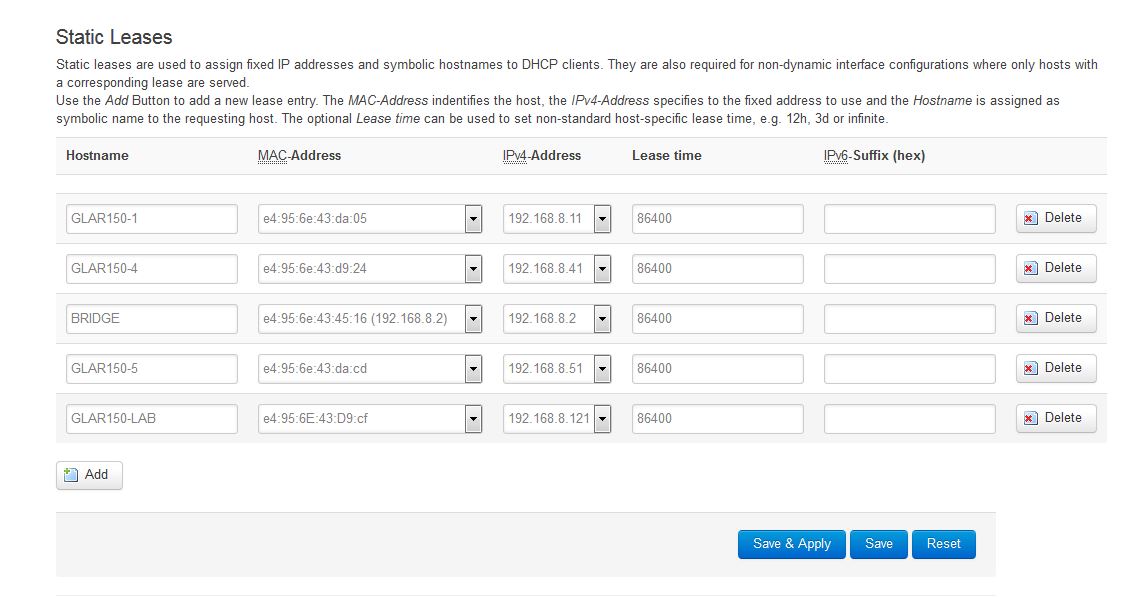 Static Leases
Static leases are used to assign fixed IP addresses and symbolic hostnames to DHCP clients. They are also required for non-dynamic interface configurations where only hosts with
a corresponding lease are served.
Use the Add Button to add a new lease entry. The MAC-Address indentifies the host, the IPv4-Address specifies to the fixed address to use and the Hostname is assigned as
symbolic name to the requesting host. The optional Lease time can be used to set non-standard host-specific lease time, e.g. 12h, 3d or infinite.
Hostname MAC-Address IPv4-Address Lease time IPv6-Suffix (hex)
GLAR150-1 e4:95:6e:43:da:05 192.168.8.11 86400 Delete
GLAR150-4 e4:95:6e:43:d9:24 192.168.8.41 86400 Delete
BRIDGE e4:95:6e:43:45:16 (192.168.8.2) 192.168.8.2 86400 Delete
GLAR150-5 e4:95:6e:43:da:cd 192.168.8.51 86400 Delete
GLAR150-LAB e4:95:6E:43:D9:cf 192.168.8.121 86400 Delete
Add
Save & Apply Save Reset